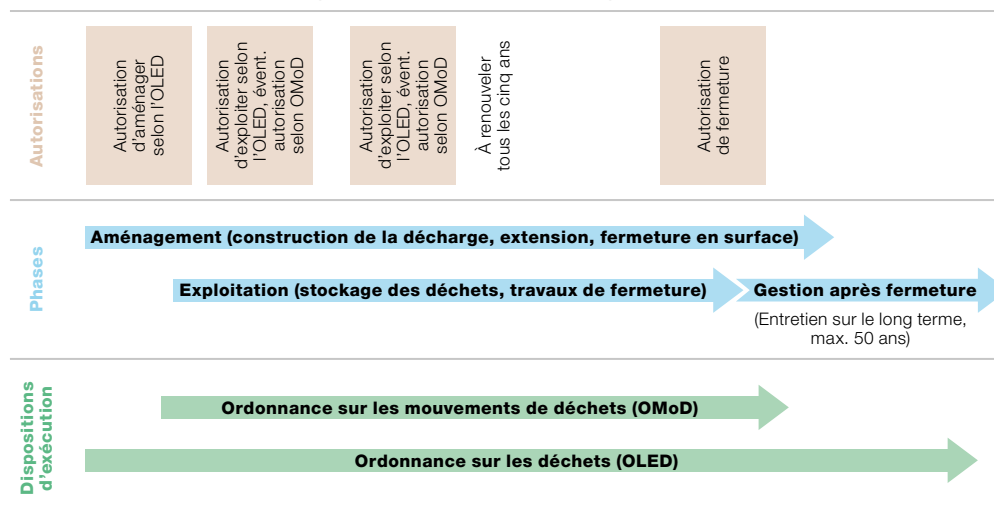 Autorisations
Autorisation
d'aménager
selon l'OLED
Autorisation
d'exploiter selon
l'OLED, évent.
autorisation
selon OMoD
Autorisation
d'exploiter selon
l'OLED, évent.
autorisation
selon OMoD
À renouveler
tous les cinq ans
Autorisation
de fermeture
Phases
Aménagement (construction de la décharge, extension, fermeture en surface)
Exploitation (stockage des déchets, travaux de fermeture)
Gestion après fermeture
(Entretien sur le long terme,
max. 50 ans)
Dispositions
d'exécution
Ordonnance sur les mouvements de déchets (OMoD)
Ordonnance sur les déchets (OLED)